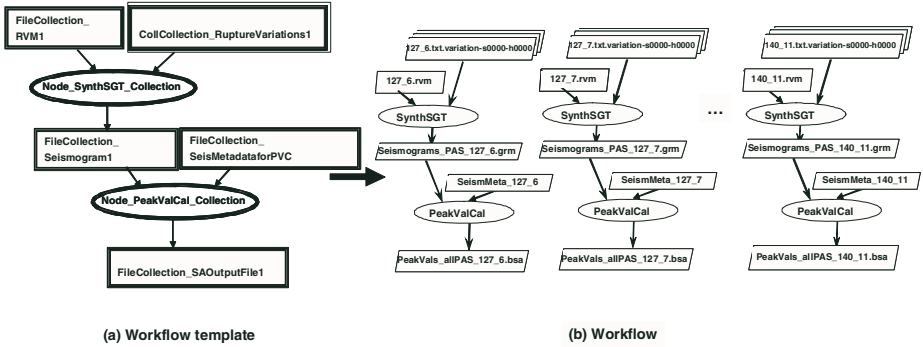 FileCollection_
RVM1
CollCollection_RuptureVariations1
Node_SynthSGT_Collection
FileCollection_
Seismogram1
FileCollection_
SeisMetadataforPVC
Node_PeakValCal_Collection
FileCollection_SAOutputFile1
(a) Workflow template
127_6.txt.variation-s0000-h0000
127_6.rvm
SynthSGT
Seismograms_PAS_127_6.grm
SeismMeta_127_6
PeakValCal
PeakVals_allPAS_127_6.bsa
127_7.txt.variation-s0000-h0000
127_7.rvm
SynthSGT
Seismograms_PAS_127_7.grm
SeismMeta_127_7
PeakValCal
PeakVals_allPAS_127_7.bsa
...
140_11.txt.variation-s0000-h0000
140_11.rvm
SynthSGT
Seismograms_PAS_140_11.grm
SeismMeta_140_11
PeakValCal
PeakVals_allPAS_140_11.bsa
(b) Workflow